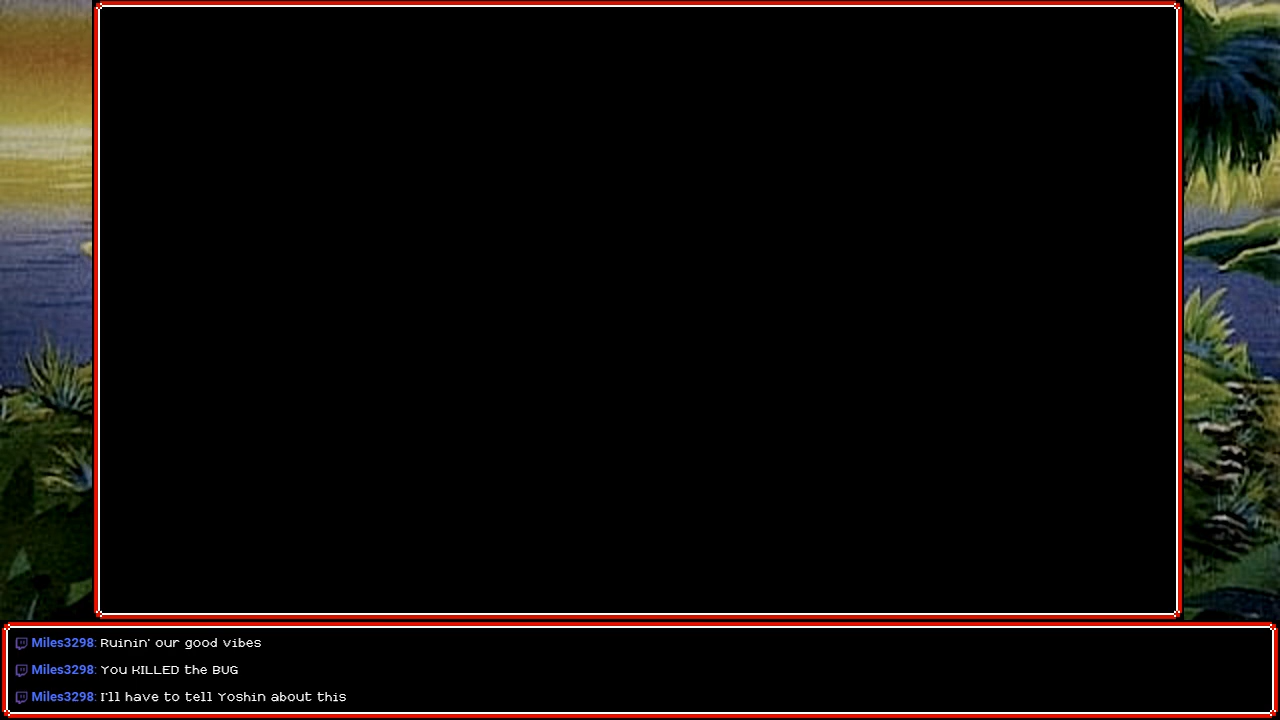 Miles3298: Ruinin' our good vibes
Miles3298: You KILLED the BUG
Miles3298: I'll have to tell Yoshin about this